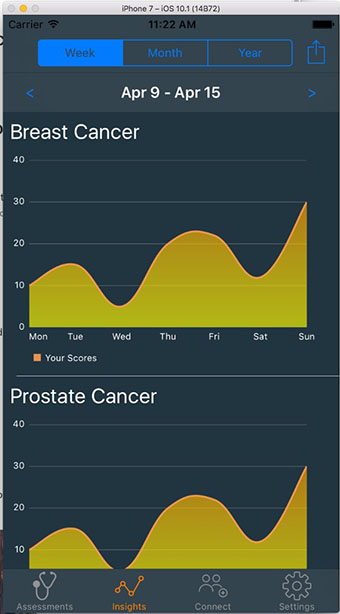 iPhone 7 – iOS 10.1 (14B72)
Carrier 11:22 AM
Week Month Year
< Apr 9 - Apr 15 >
Breast Cancer
40
30
20
10
0
Mon Tue Wed Thu Fri Sat Sun
Your Scores
Prostate Cancer
40
30
20
10
Assessments Insights Connect Settings